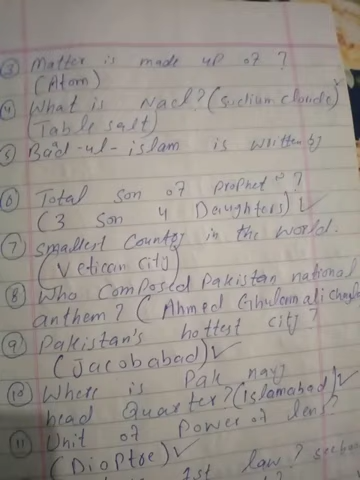 ③ Matter is made up of ?
(Atom)
④ What is Nacl? (sudium clouride)
(Table salt)
⑤ Bad-ul-islam is written by
⑥ Total son of prophet ?
(3 son 4 Daughters) ✓
⑦ smallest country in the world.
(Vetican city)
⑧ Who composed Pakistan national
anthem? (Ahmed Ghulam ali
⑨ Pakistan's hottest city?
(Jacobabad) ✓
⑩ Where is Pak navy
head Quarter? (islamabad) ✓
⑪ Unit of Power of lens?
(Dioptre) ✓
1st law?